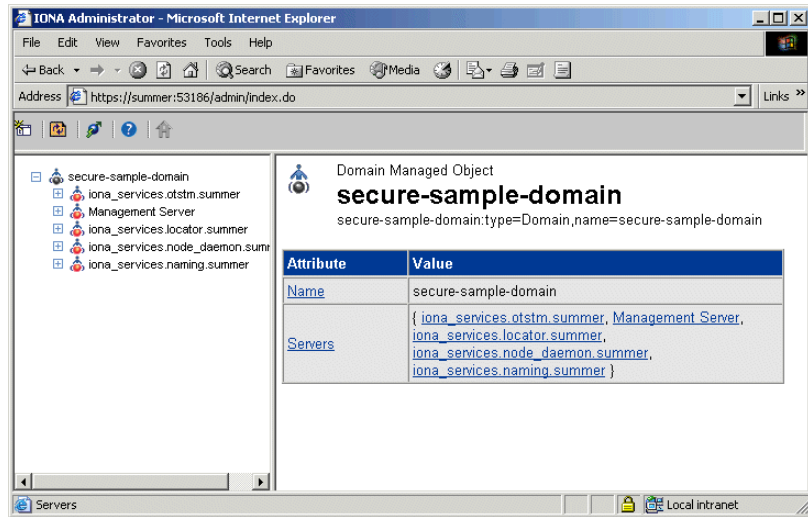 IONA Administrator - Microsoft Internet Explorer
File Edit View Favorites Tools Help
Back Search Favorites Media
Address https://summer:53186/admin/index.do Links »
secure-sample-domain
iona_services.otstm.summer
Management Server
iona_services.locator.summer
iona_services.node_daemon.sumr
iona_services.naming.summer
Domain Managed Object
secure-sample-domain
secure-sample-domain:type=Domain,name=secure-sample-domain
Attribute Value
Name secure-sample-domain
Servers
{ iona_services.otstm.summer, Management Server,
iona_services.locator.summer,
iona_services.node_daemon.summer,
iona_services.naming.summer }
Servers Local intranet